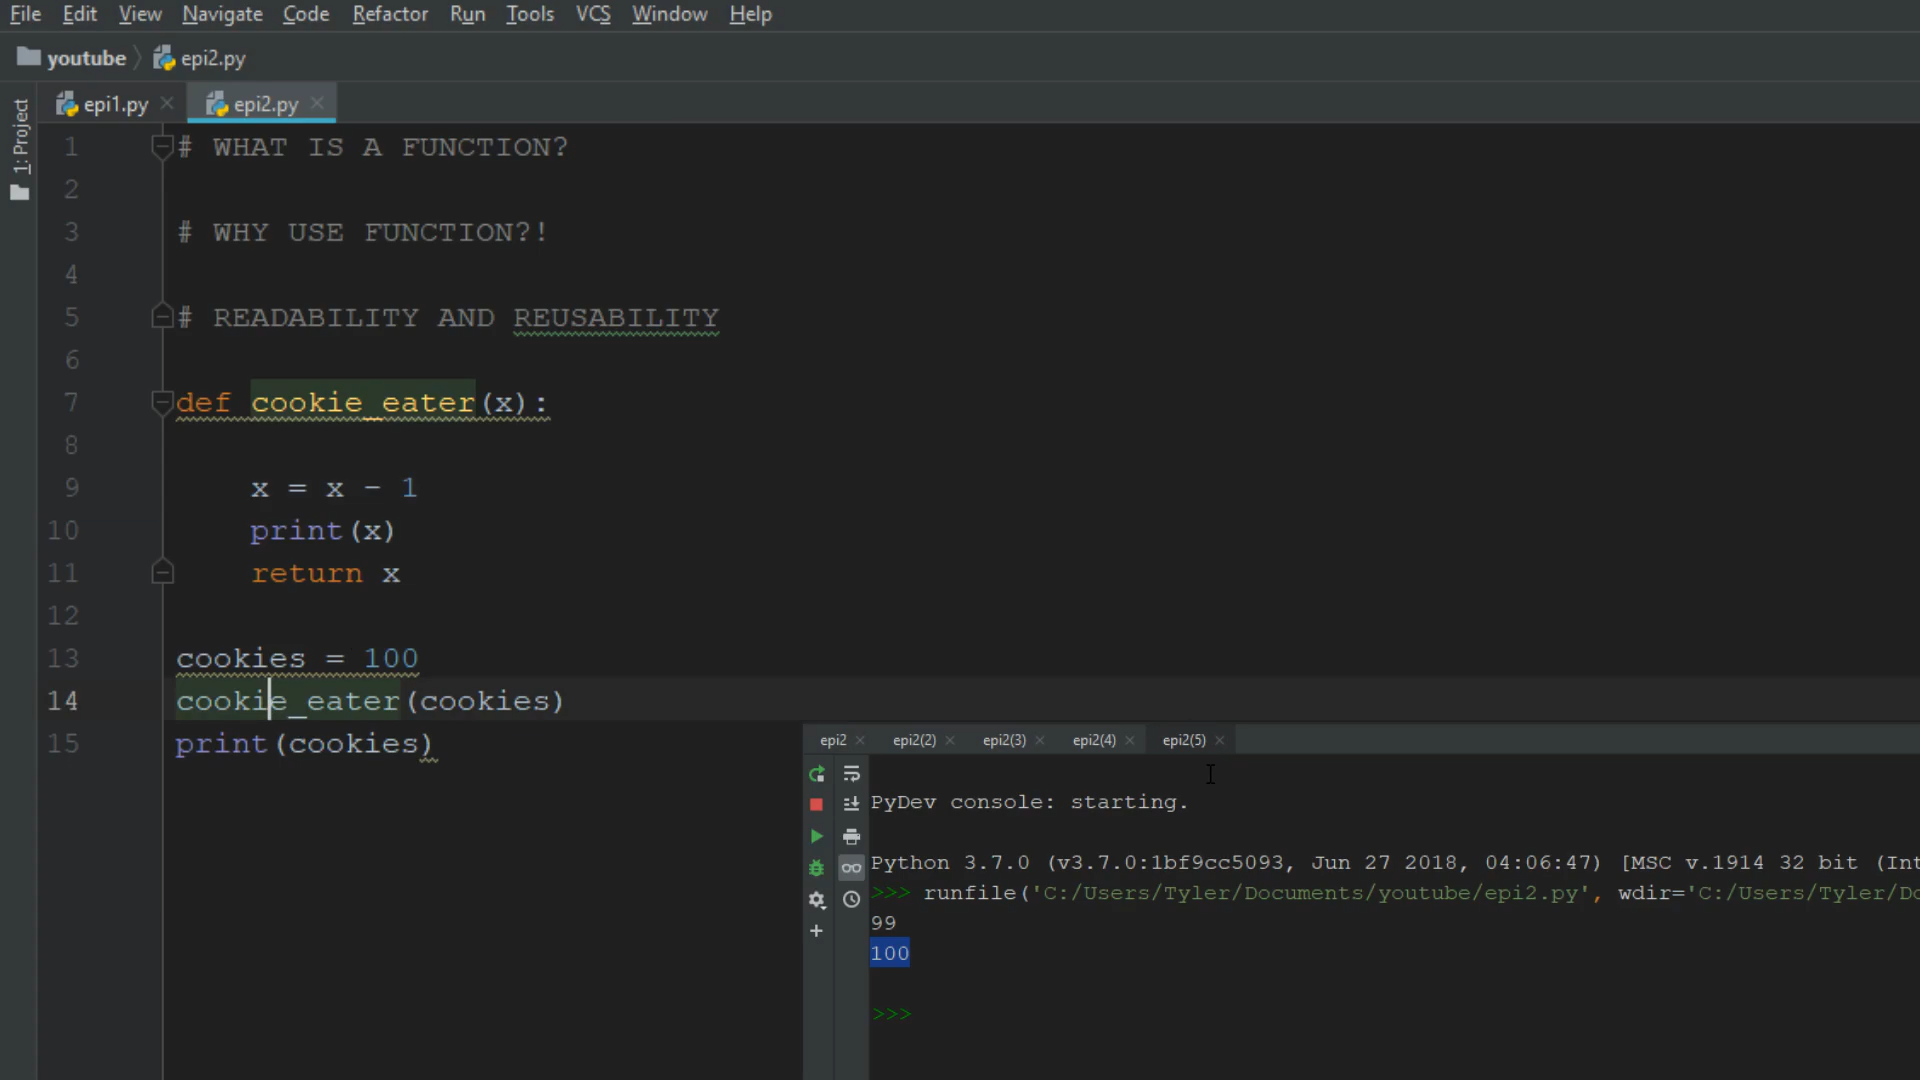 File Edit View Navigate Code Refactor Run Tools VCS Window Help
youtube epi2.py
epi1.py epi2.py
1: Project
1 # WHAT IS A FUNCTION?
2
3 # WHY USE FUNCTION?!
4
5 # READABILITY AND REUSABILITY
6
7 def cookie_eater(x):
8
9 x = x - 1
10 print(x)
11 return x
12
13 cookies = 100
14 cookie_eater(cookies)
15 print(cookies)
epi2 epi2(2) epi2(3) epi2(4) epi2(5)
PyDev console: starting.
Python 3.7.0 (v3.7.0:1bf9cc5093, Jun 27 2018, 04:06:47) [MSC v.1914 32 bit (Int
>>> runfile('C:/Users/Tyler/Documents/youtube/epi2.py', wdir='C:/Users/Tyler/Do
99
100
>>>